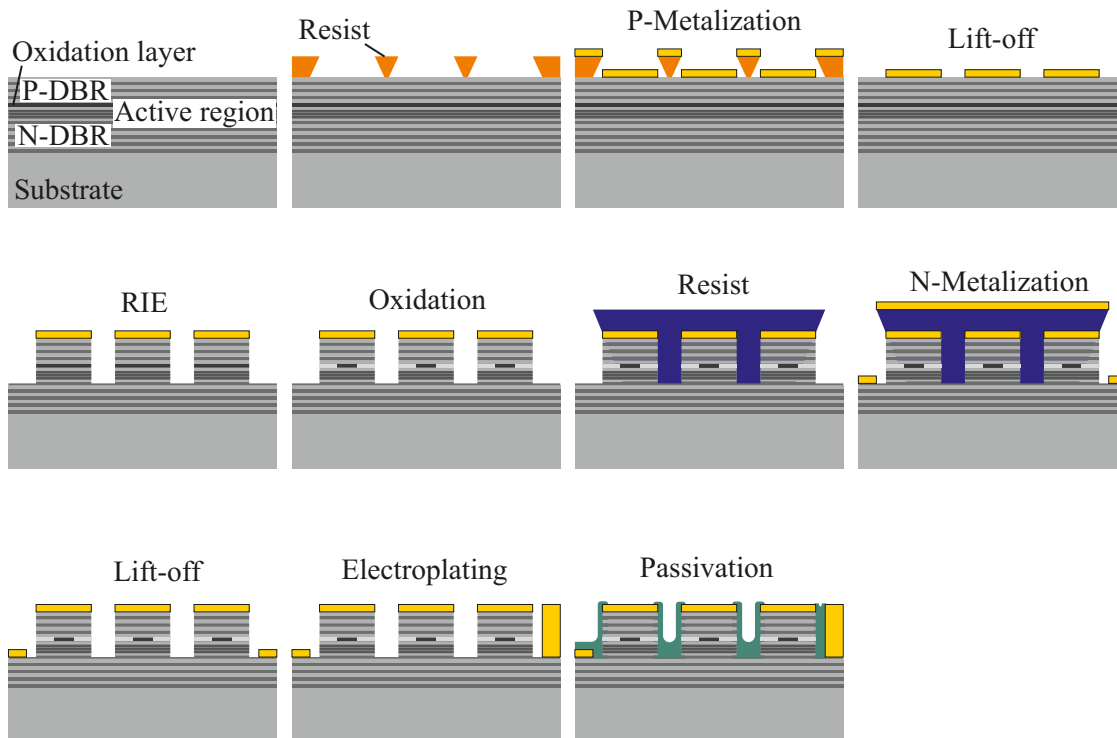 Oxidation layer
P-DBR
Active region
N-DBR
Substrate
Resist
P-Metalization
Lift-off
RIE
Oxidation
Resist
N-Metalization
Lift-off
Electroplating
Passivation